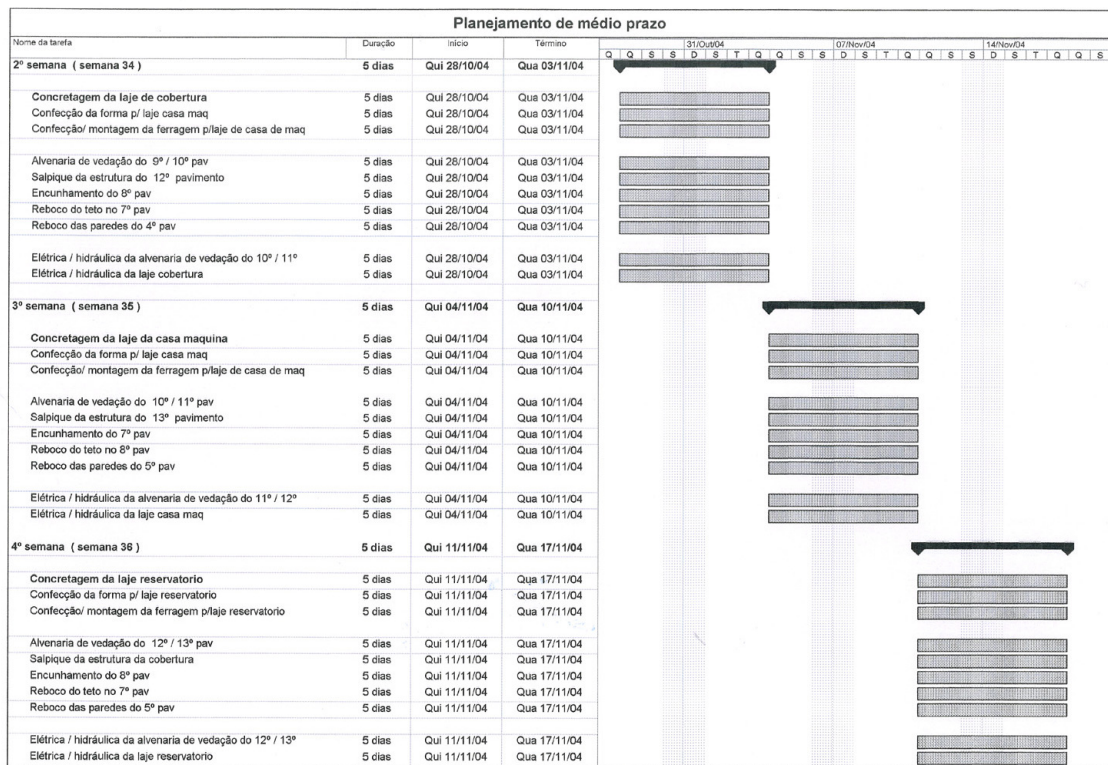 Planejamento de médio prazo
Nome da tarefa Duração Início Término 31/Out/04 07/Nov/04 14/Nov/04
Q Q S S D S T Q Q S S D S T Q Q S S D S T Q Q S
2º semana ( semana 34 ) 5 dias Qui 28/10/04 Qua 03/11/04
Concretagem da laje de cobertura 5 dias Qui 28/10/04 Qua 03/11/04
Confecção da forma p/ laje casa maq 5 dias Qui 28/10/04 Qua 03/11/04
Confecção/ montagem da ferragem p/laje de casa de maq 5 dias Qui 28/10/04 Qua 03/11/04
Alvenaria de vedação do 9º / 10º pav 5 dias Qui 28/10/04 Qua 03/11/04
Salpique da estrutura do 12º pavimento 5 dias Qui 28/10/04 Qua 03/11/04
Encunhamento do 8º pav 5 dias Qui 28/10/04 Qua 03/11/04
Reboco do teto no 7º pav 5 dias Qui 28/10/04 Qua 03/11/04
Reboco das paredes do 4º pav 5 dias Qui 28/10/04 Qua 03/11/04
Elétrica / hidráulica da alvenaria de vedação do 10º / 11º 5 dias Qui 28/10/04 Qua 03/11/04
Elétrica / hidráulica da laje cobertura 5 dias Qui 28/10/04 Qua 03/11/04
3º semana ( semana 35 ) 5 dias Qui 04/11/04 Qua 10/11/04
Concretagem da laje da casa maquina 5 dias Qui 04/11/04 Qua 10/11/04
Confecção da forma p/ laje casa maq 5 dias Qui 04/11/04 Qua 10/11/04
Confecção/ montagem da ferragem p/laje de casa de maq 5 dias Qui 04/11/04 Qua 10/11/04
Alvenaria de vedação do 10º / 11º pav 5 dias Qui 04/11/04 Qua 10/11/04
Salpique da estrutura do 13º pavimento 5 dias Qui 04/11/04 Qua 10/11/04
Encunhamento do 7º pav 5 dias Qui 04/11/04 Qua 10/11/04
Reboco do teto no 8º pav 5 dias Qui 04/11/04 Qua 10/11/04
Reboco das paredes do 5º pav 5 dias Qui 04/11/04 Qua 10/11/04
Elétrica / hidráulica da alvenaria de vedação do 11º / 12º 5 dias Qui 04/11/04 Qua 10/11/04
Elétrica / hidráulica da laje casa maq 5 dias Qui 04/11/04 Qua 10/11/04
4º semana ( semana 36 ) 5 dias Qui 11/11/04 Qua 17/11/04
Concretagem da laje reservatorio 5 dias Qui 11/11/04 Qua 17/11/04
Confecção da forma p/ laje reservatorio 5 dias Qui 11/11/04 Qua 17/11/04
Confecção/ montagem da ferragem p/laje reservatorio 5 dias Qui 11/11/04 Qua 17/11/04
Alvenaria de vedação do 12º / 13º pav 5 dias Qui 11/11/04 Qua 17/11/04
Salpique da estrutura da cobertura 5 dias Qui 11/11/04 Qua 17/11/04
Encunhamento do 8º pav 5 dias Qui 11/11/04 Qua 17/11/04
Reboco do teto no 7º pav 5 dias Qui 11/11/04 Qua 17/11/04
Reboco das paredes do 5º pav 5 dias Qui 11/11/04 Qua 17/11/04
Elétrica / hidráulica da alvenaria de vedação do 12º / 13º 5 dias Qui 11/11/04 Qua 17/11/04
Elétrica / hidráulica da laje reservatorio 5 dias Qui 11/11/04 Qua 17/11/04